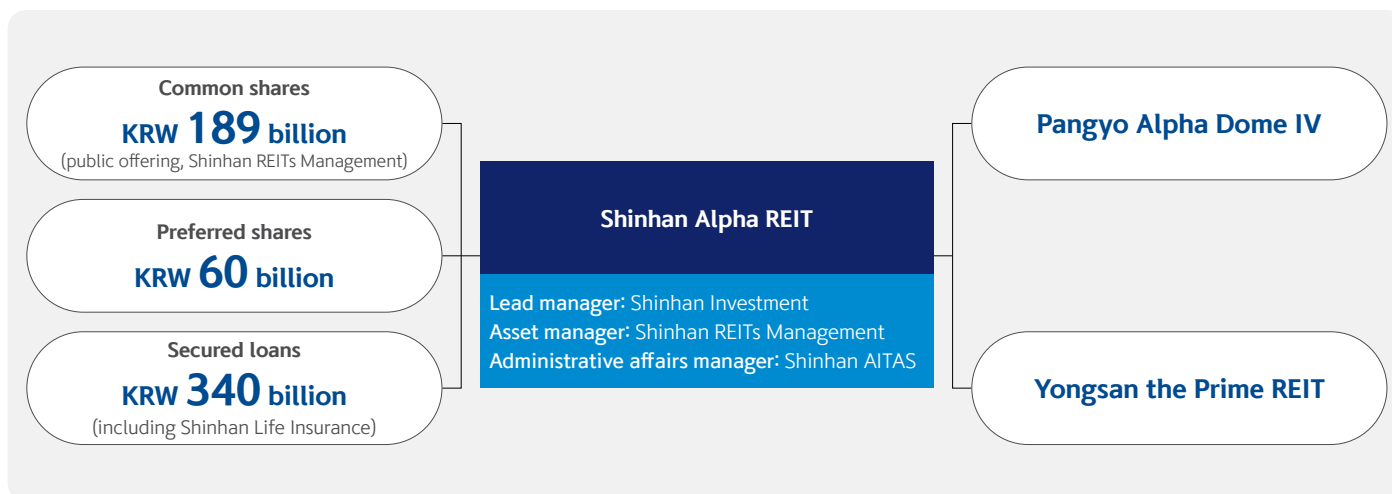 Common shares
KRW 189 billion
(public offering, Shinhan REITs Management)
Preferred shares
KRW 60 billion
Secured loans
KRW 340 billion
(including Shinhan Life Insurance)
Shinhan Alpha REIT
Lead manager: Shinhan Investment
Asset manager: Shinhan REITs Management
Administrative affairs manager: Shinhan AITAS
Pangyo Alpha Dome IV
Yongsan the Prime REIT